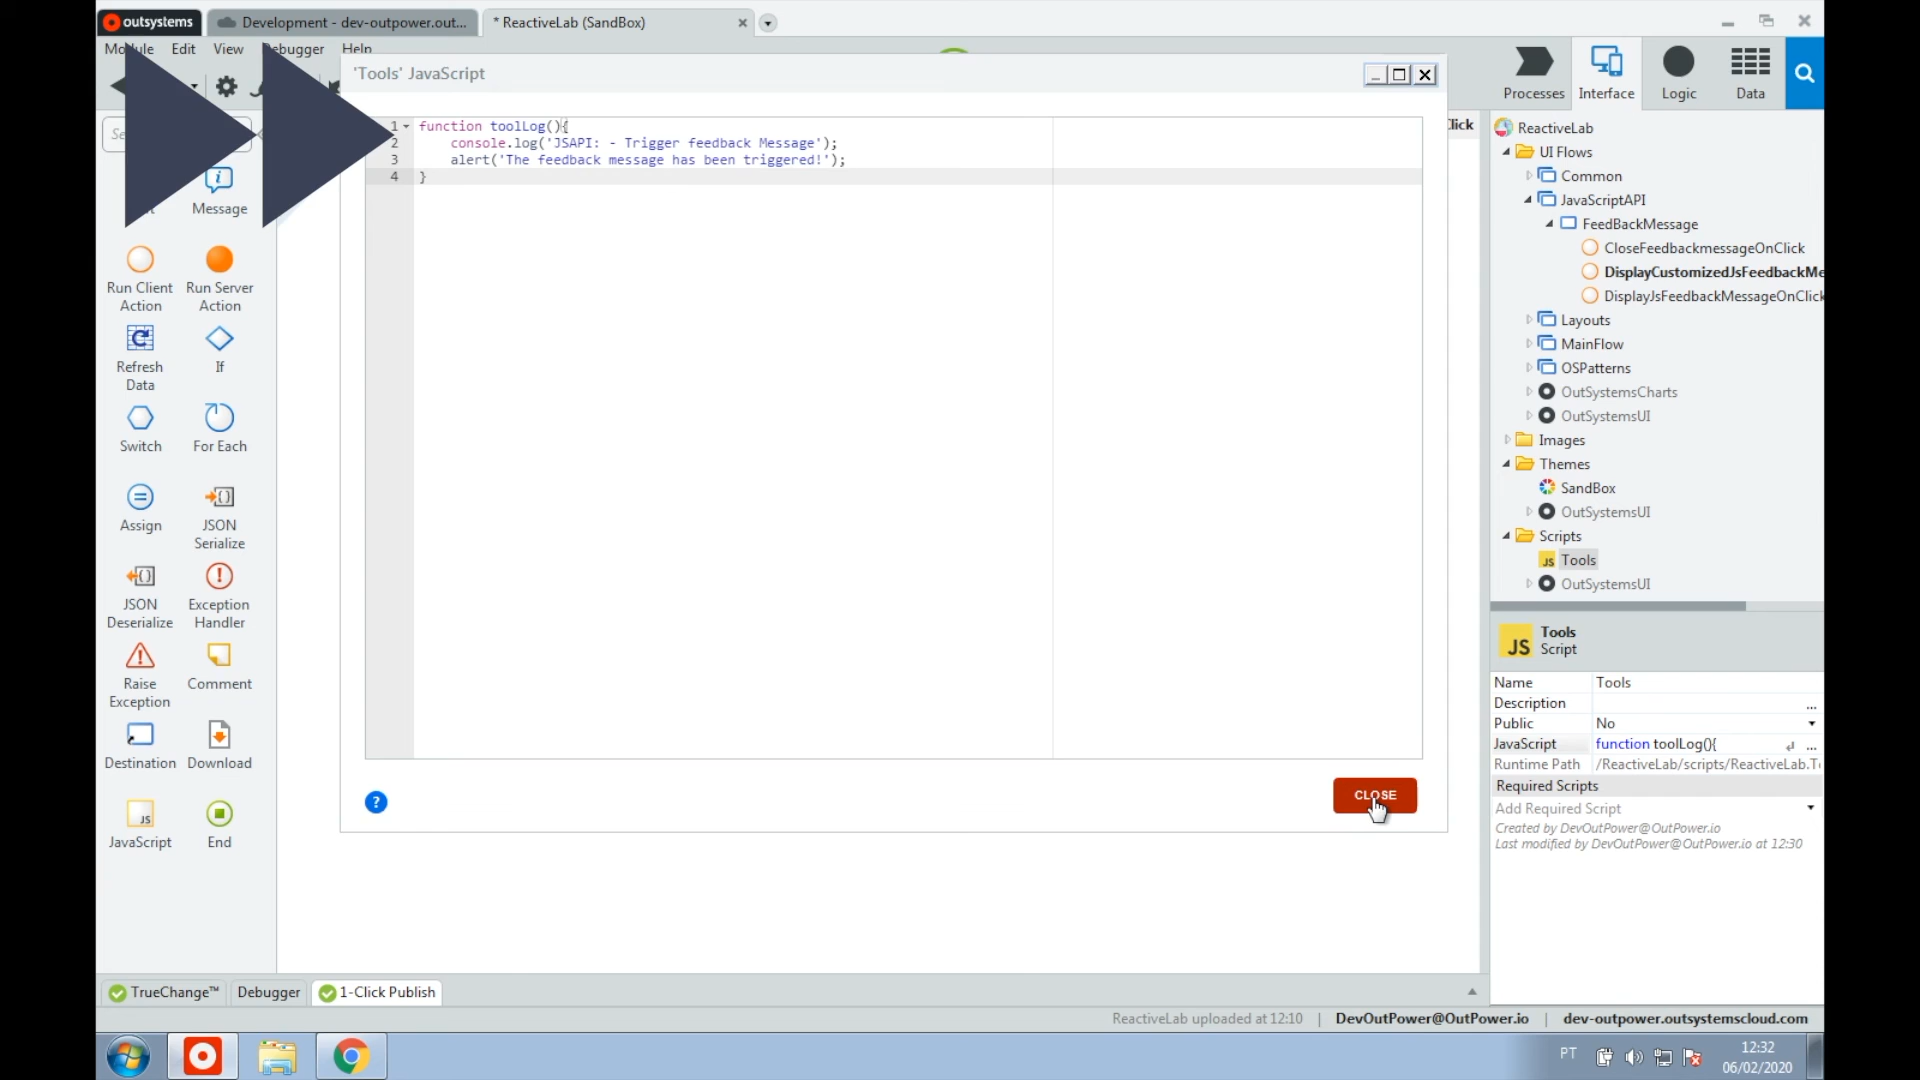 outsystems
Development - dev-outpower.out...
* ReactiveLab (SandBox)
Edit
View
Debugger
Help
'Tools' JavaScript
Processes
Interface
Logic
Data
Click
1
2
3
4
function toolLog(){
console.log('JSAPI: - Trigger feedback Message');
alert('The feedback message has been triggered!');
}
Message
Run Client
Action
Run Server
Action
Refresh
Data
If
Switch
For Each
Assign
JSON
Serialize
JSON
Deserialize
Exception
Handler
Raise
Exception
Comment
Destination
Download
JS
JavaScript
End
?
CLOSE
ReactiveLab
UI Flows
Common
JavaScriptAPI
FeedBackMessage
CloseFeedbackmessageOnClick
DisplayCustomizedJsFeedbackMe
DisplayJsFeedbackMessageOnClick
Layouts
MainFlow
OSPatterns
OutSystemsCharts
OutSystemsUI
Images
Themes
SandBox
OutSystemsUI
Scripts
JS Tools
OutSystemsUI
JS
Tools
Script
Name Tools
Description ...
Public No
JavaScript function toolLog(){ ...
Runtime Path /ReactiveLab/scripts/ReactiveLab.T
Required Scripts
Add Required Script
Created by DevOutPower@OutPower.io
Last modified by DevOutPower@OutPower.io at 12:30
TrueChange™
Debugger
1-Click Publish
ReactiveLab uploaded at 12:10 | DevOutPower@OutPower.io | dev-outpower.outsystemscloud.com
PT
12:32
06/02/2020